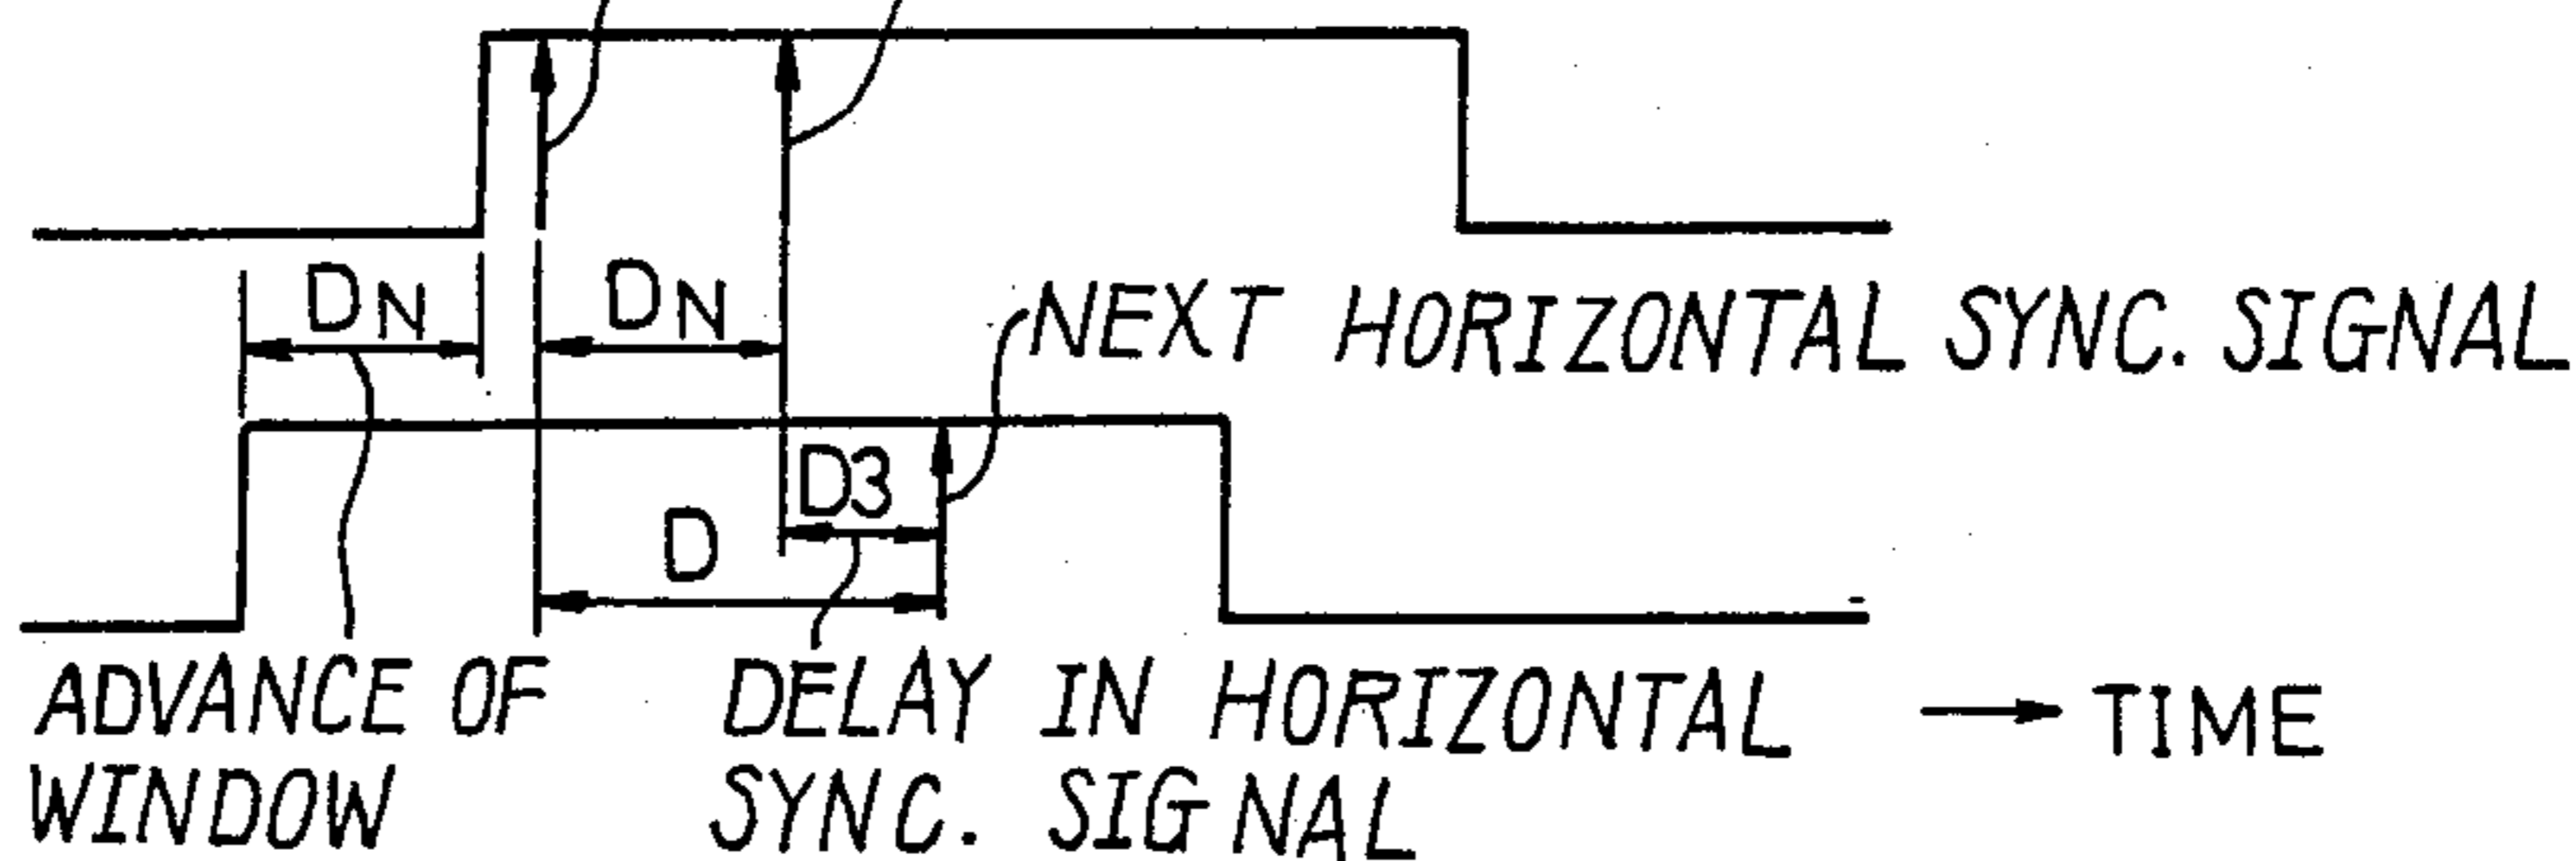 DN
DN
NEXT HORIZONTAL SYNC. SIGNAL
D3
D
ADVANCE OF
WINDOW
DELAY IN HORIZONTAL
SYNC. SIGNAL
TIME